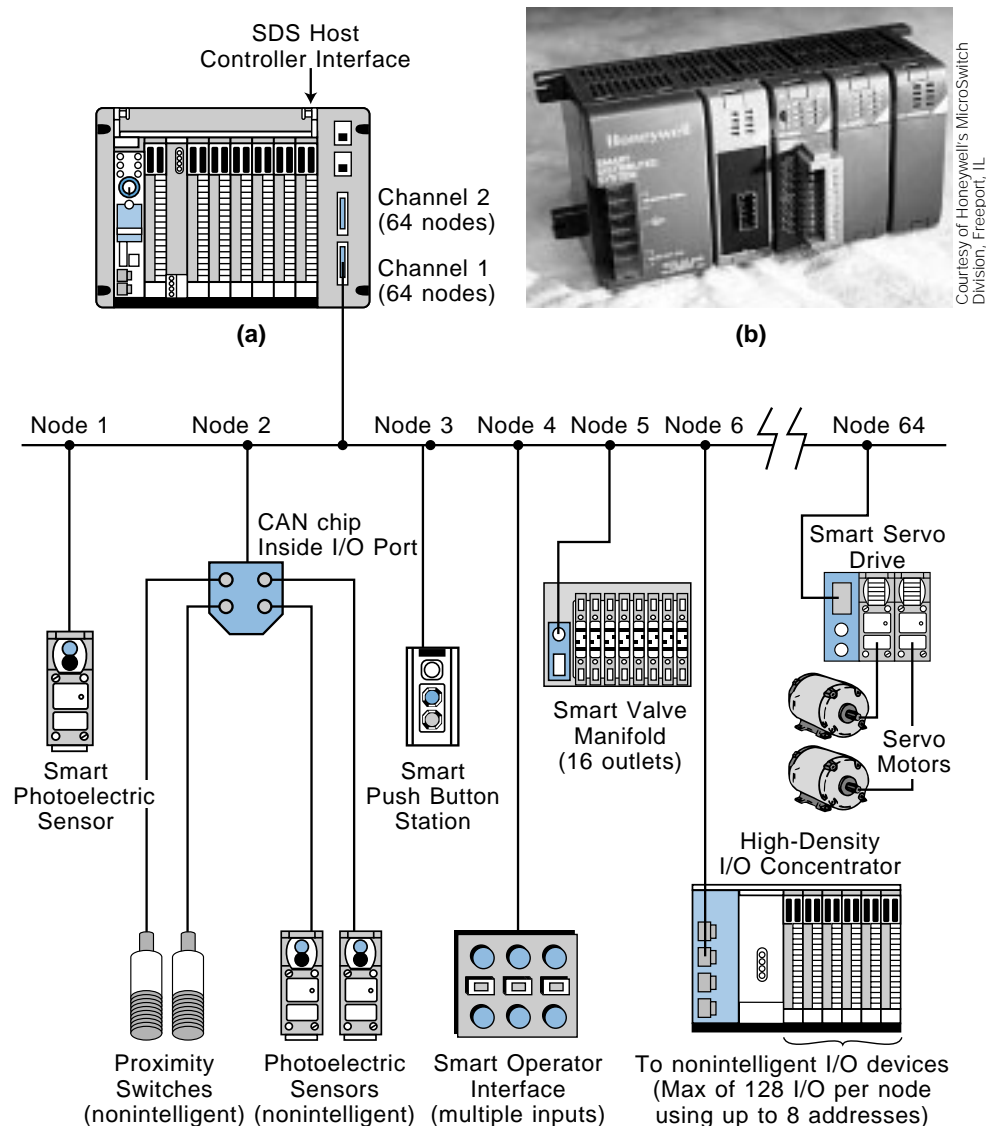 SDS Host
Controller Interface
Channel 2
(64 nodes)
Channel 1
(64 nodes)
(a)
Honeywell
(b)
Courtesy of Honeywell's MicroSwitch
Division, Freeport, IL
Node 1
Node 2
Node 3
Node 4
Node 5
Node 6
Node 64
CAN chip
Inside I/O Port
Smart Servo
Drive
Smart
Photoelectric
Sensor
Smart
Push Button
Station
Smart Valve
Manifold
(16 outlets)
Servo
Motors
High-Density
I/O Concentrator
Proximity
Switches
(nonintelligent)
Photoelectric
Sensors
(nonintelligent)
Smart Operator
Interface
(multiple inputs)
To nonintelligent I/O devices
(Max of 128 I/O per node
using up to 8 addresses)